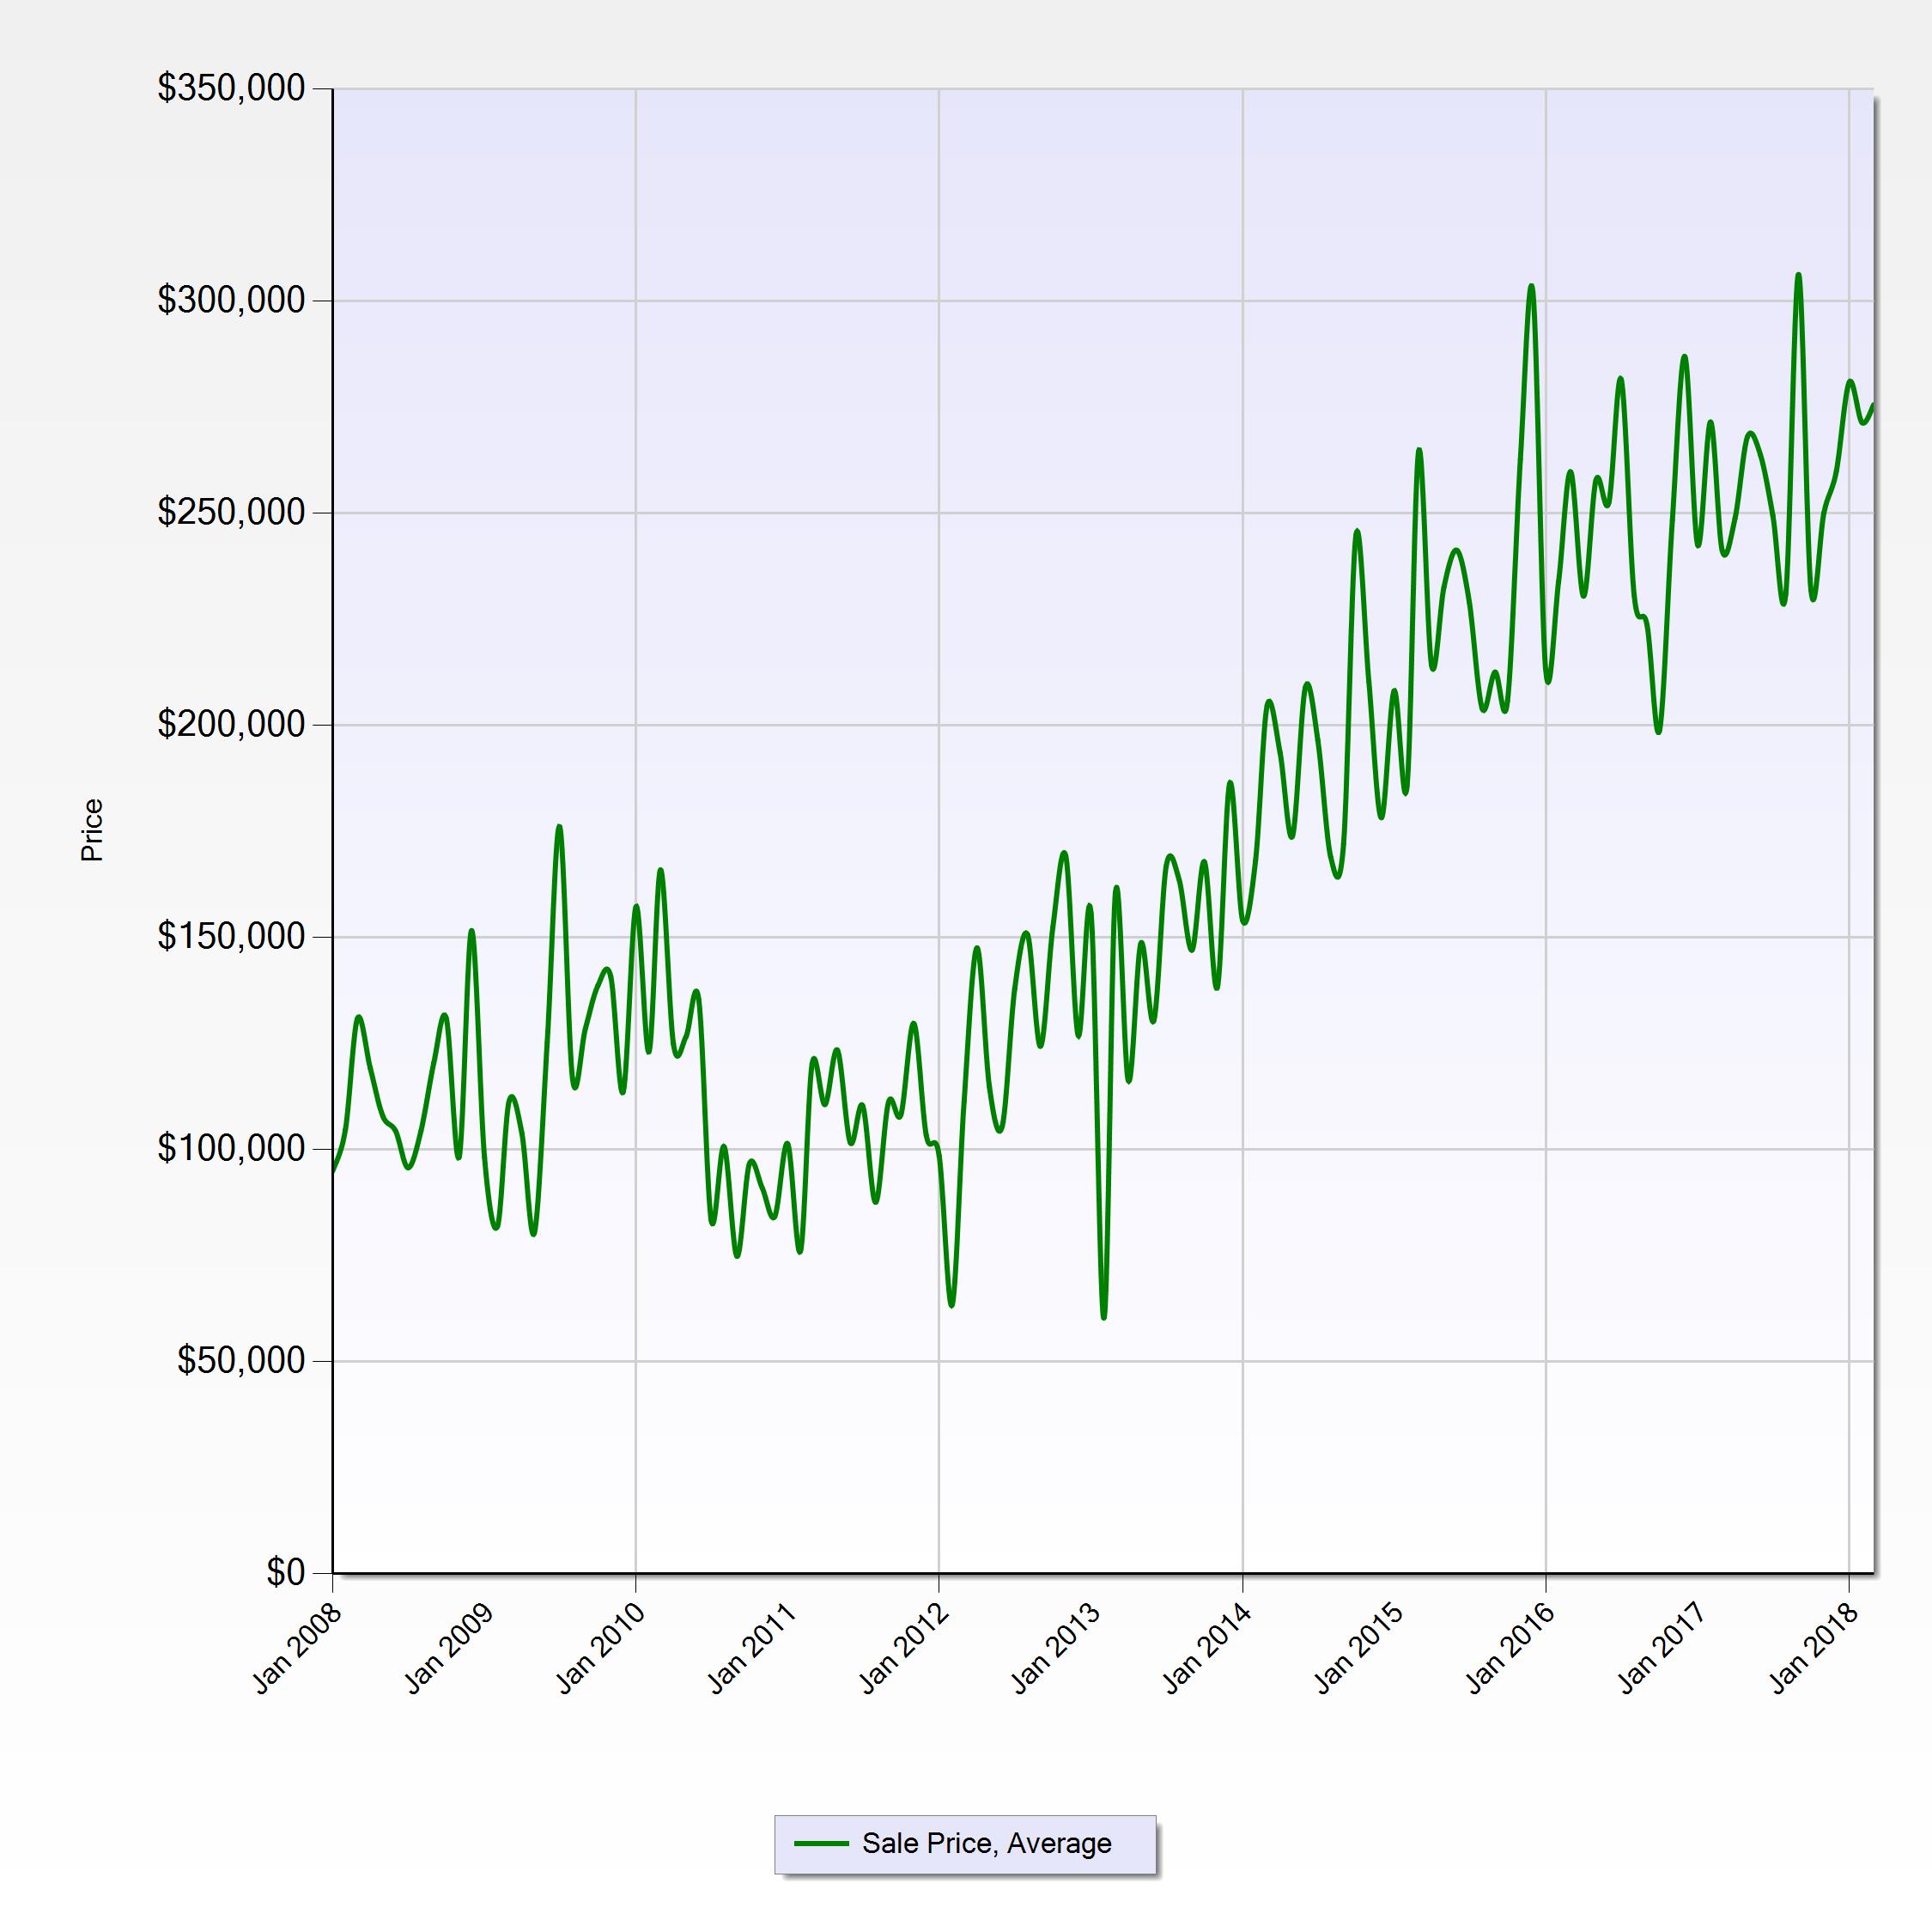 $350,000
$300,000
$250,000
$200,000
$150,000
$100,000
$50,000
$0
Price
Jan 2008
Jan 2009
Jan 2010
Jan 2011
Jan 2012
Jan 2013
Jan 2014
Jan 2015
Jan 2016
Jan 2017
Jan 2018
Sale Price, Average